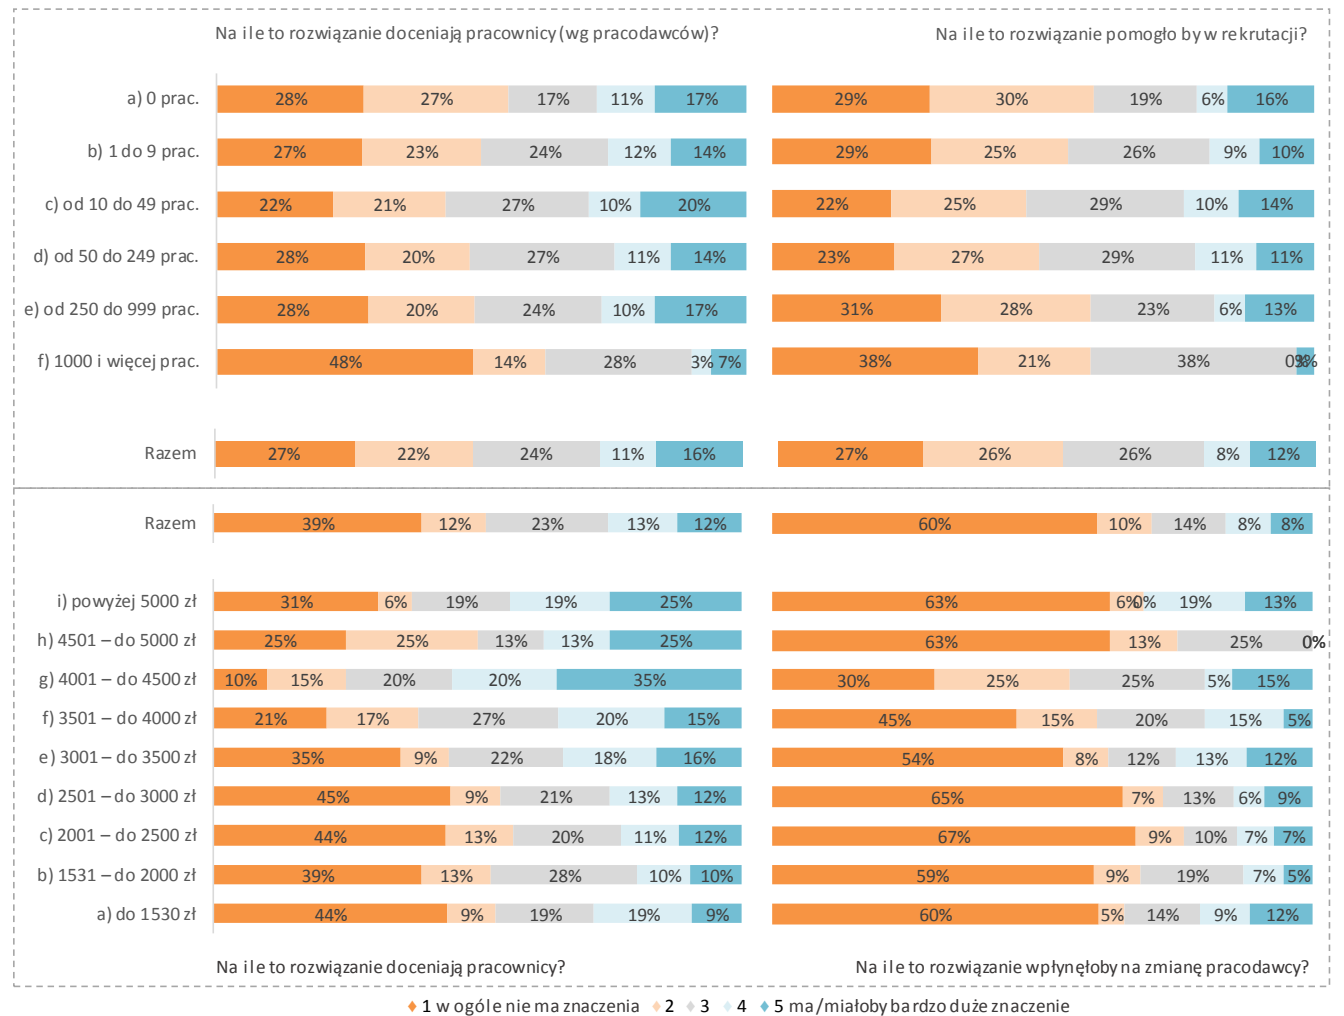 Na ile to rozwiązanie doceniają pracownicy (wg pracodawców)? Na ile to rozwiązanie pomogło by w rekrutacji?
a) 0 prac. 28% 27% 17% 11% 17% 29% 30% 19% 6% 16%
b) 1 do 9 prac. 27% 23% 24% 12% 14% 29% 25% 26% 9% 10%
c) od 10 do 49 prac. 22% 21% 27% 10% 20% 22% 25% 29% 10% 14%
d) od 50 do 249 prac. 28% 20% 27% 11% 14% 23% 27% 29% 11% 11%
e) od 250 do 999 prac. 28% 20% 24% 10% 17% 31% 28% 23% 6% 13%
f) 1000 i więcej prac. 48% 14% 28% 3% 7% 38% 21% 38% 0% 3%
Razem 27% 22% 24% 11% 16% 27% 26% 26% 8% 12%
Razem 39% 12% 23% 13% 12% 60% 10% 14% 8% 8%
i) powyżej 5000 zł 31% 6% 19% 19% 25% 63% 6% 0% 19% 13%
h) 4501 – do 5000 zł 25% 25% 13% 13% 25% 63% 13% 25% 0%
g) 4001 – do 4500 zł 10% 15% 20% 20% 35% 30% 25% 25% 5% 15%
f) 3501 – do 4000 zł 21% 17% 27% 20% 15% 45% 15% 20% 15% 5%
e) 3001 – do 3500 zł 35% 9% 22% 18% 16% 54% 8% 12% 13% 12%
d) 2501 – do 3000 zł 45% 9% 21% 13% 12% 65% 7% 13% 6% 9%
c) 2001 – do 2500 zł 44% 13% 20% 11% 12% 67% 9% 10% 7% 7%
b) 1531 – do 2000 zł 39% 13% 28% 10% 10% 59% 9% 19% 7% 5%
a) do 1530 zł 44% 9% 19% 19% 9% 60% 5% 14% 9% 12%
Na ile to rozwiązanie doceniają pracownicy? Na ile to rozwiązanie wpłynęłoby na zmianę pracodawcy?
1 w ogóle nie ma znaczenia 2 3 4 5 ma/miałoby bardzo duże znaczenie